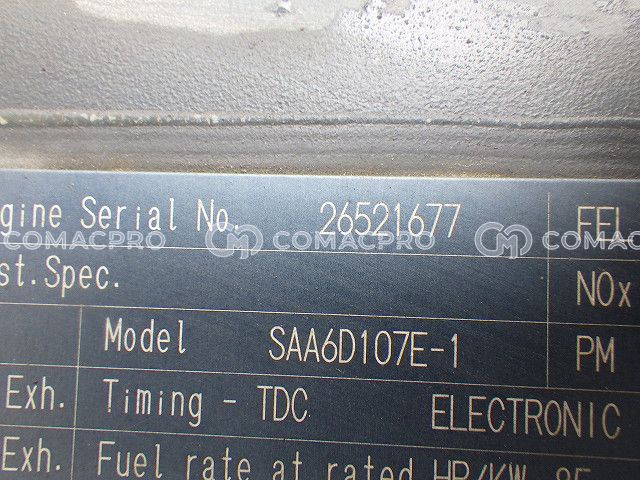 gine Serial No. 26521677 FEL
COMACPRO COMACPRO COMACPRO
st.Spec. NOx
Model SAA6D107E-1 PM
Exh. Timing - TDC ELECTRONIC
Exh. Fuel rate at rated HP/KW 85